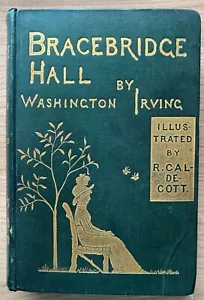 BRACEBRIDGE
HALL BY
WASHINGTON IRVING
ILLUS-
TRATED
BY
R. CAL-
DE-
COTT.